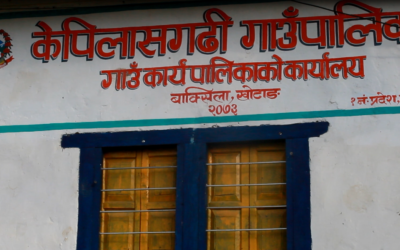 केपिलासगढी गाउँपालिका
गाउँ कार्यपालिकाको कार्यालय
बाक्सिला, खोटाङ
२०७३
१ नं. प्रदेश,